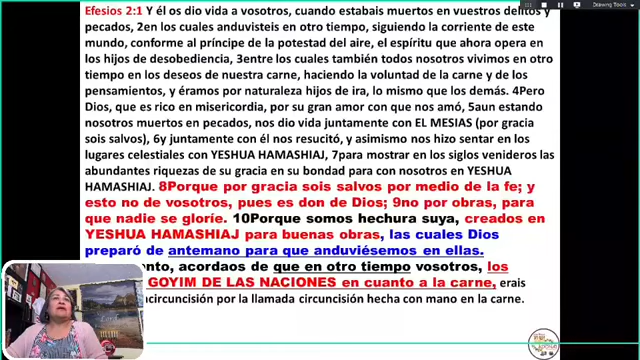 Drawing Tools
Efesios 2:1 Y él os dio vida a vosotros, cuando estabais muertos en vuestros delitos y
pecados, 2en los cuales anduvisteis en otro tiempo, siguiendo la corriente de este
mundo, conforme al príncipe de la potestad del aire, el espíritu que ahora opera en
los hijos de desobediencia, 3entre los cuales también todos nosotros vivimos en otro
tiempo en los deseos de nuestra carne, haciendo la voluntad de la carne y de los
pensamientos, y éramos por naturaleza hijos de ira, lo mismo que los demás. 4Pero
Dios, que es rico en misericordia, por su gran amor con que nos amó, 5aun estando
nosotros muertos en pecados, nos dio vida juntamente con EL MESIAS (por gracia
sois salvos), 6y juntamente con él nos resucitó, y asimismo nos hizo sentar en los
lugares celestiales con YESHUA HAMASHIAJ, 7para mostrar en los siglos venideros las
abundantes riquezas de su gracia en su bondad para con nosotros en YESHUA
HAMASHIAJ. 8Porque por gracia sois salvos por medio de la fe; y
esto no de vosotros, pues es don de Dios; 9no por obras, para
que nadie se gloríe. 10Porque somos hechura suya, creados en
YESHUA HAMASHIAJ para buenas obras, las cuales Dios
preparó de antemano para que anduviésemos en ellas.
anto, acordaos de que en otro tiempo vosotros, los
GOYIM DE LAS NACIONES en cuanto a la carne, erais
circuncisión por la llamada circuncisión hecha con mano en la carne.